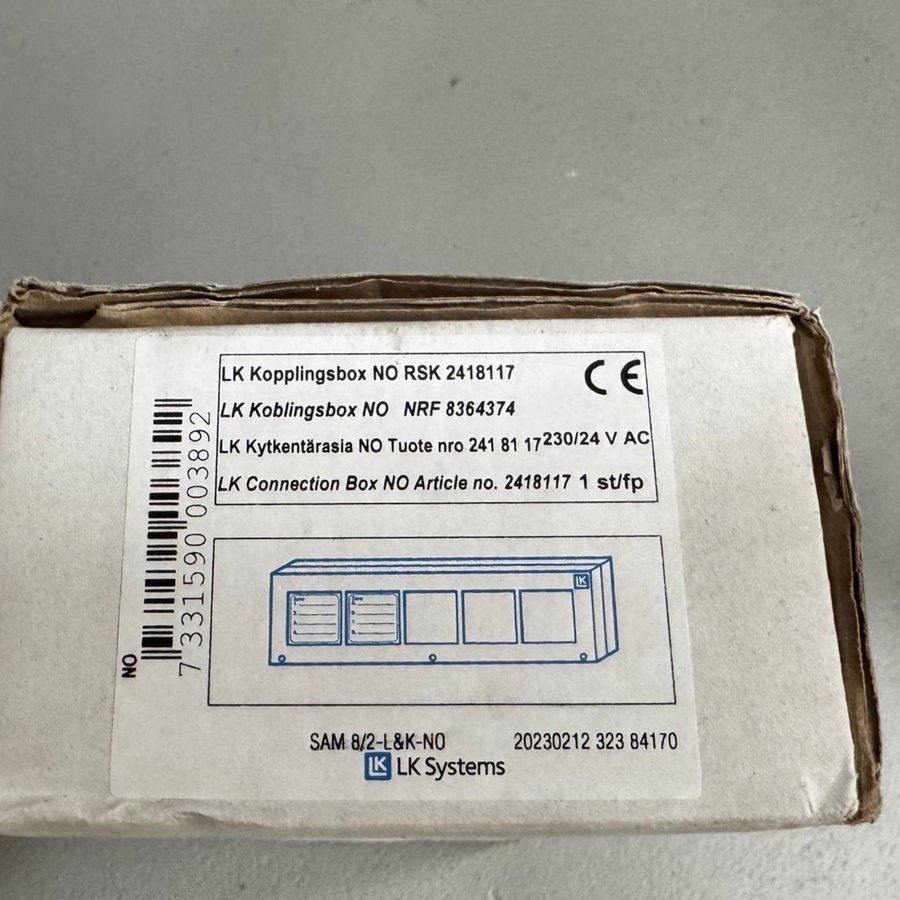 LK Kopplingsbox NO RSK 2418117
CE
LK Koblingsbox NO NRF 8364374
LK Kytkentärasia NO Tuote nro 241 81 17
230/24 V AC
LK Connection Box NO Article no. 2418117
1 st/fp
NO
7 331590 003892
LK
SAM 8/2-L&K-NO
20230212 323 84170
LK LK Systems